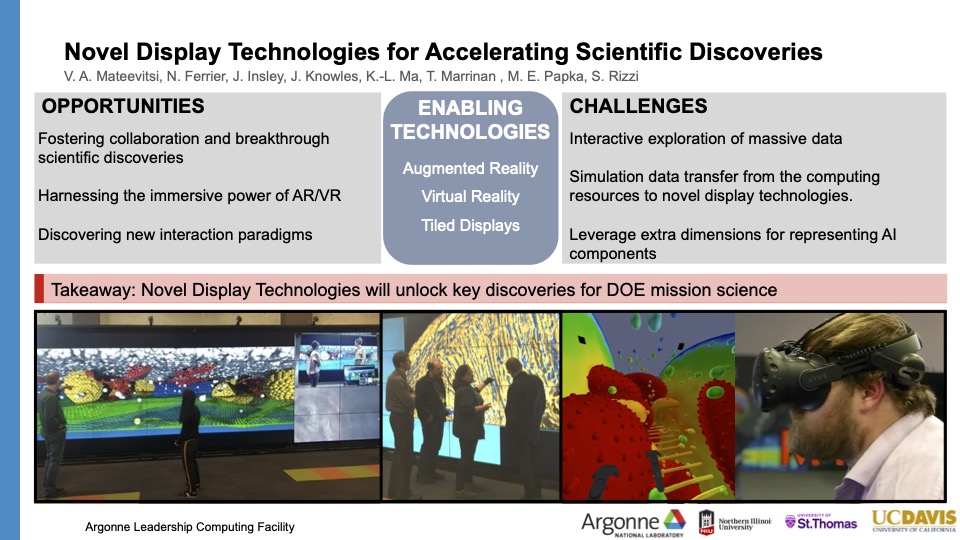 Novel Display Technologies for Accelerating Scientific Discoveries
V. A. Mateevitsi, N. Ferrier, J. Insley, J. Knowles, K.-L. Ma, T. Marrinan , M. E. Papka, S. Rizzi
OPPORTUNITIES
Fostering collaboration and breakthrough
scientific discoveries
Harnessing the immersive power of AR/VR
Discovering new interaction paradigms
ENABLING
TECHNOLOGIES
Augmented Reality
Virtual Reality
Tiled Displays
CHALLENGES
Interactive exploration of massive data
Simulation data transfer from the computing
resources to novel display technologies.
Leverage extra dimensions for representing AI
components
Takeaway: Novel Display Technologies will unlock key discoveries for DOE mission science
VIVE
Argonne Leadership Computing Facility
Argonne
NATIONAL LABORATORY
NIU
Northern Illinoi
University
UNIVERSITY OF
St.Thomas
UCDAVIS
UNIVERSITY OF CALIFORNIA